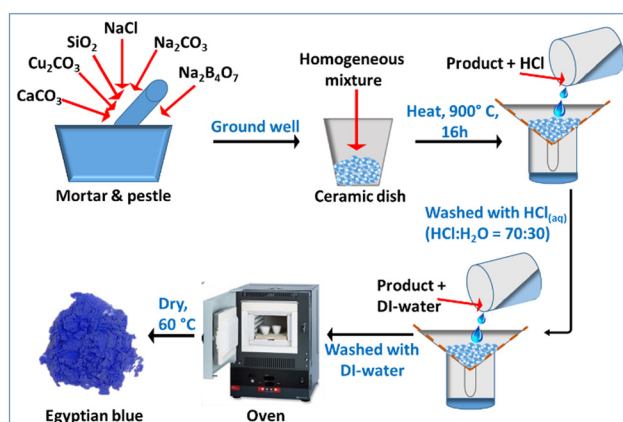 NaCl
SiO₂
Na₂CO₃
Cu₂CO₃
Na₂B₄O₇
CaCO₃
Mortar & pestle
Ground well
Homogeneous
mixture
Ceramic dish
Heat, 900° C,
16h
Product + HCl
Washed with HCl(aq)
(HCl:H₂O = 70:30)
Product +
DI-water
Washed with
DI-water
Oven
Dry,
60 °C
Egyptian blue